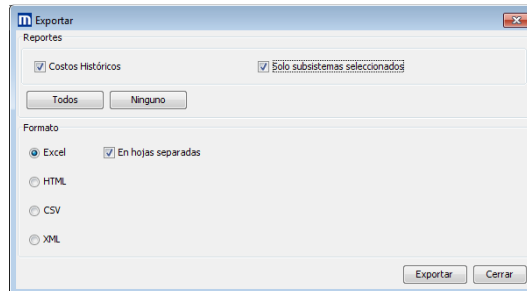 m Exportar
Reportes
Costos Históricos
Solo subsistemas seleccionados
Todos
Ninguno
Formato
Excel
En hojas separadas
HTML
CSV
XML
Exportar
Cerrar